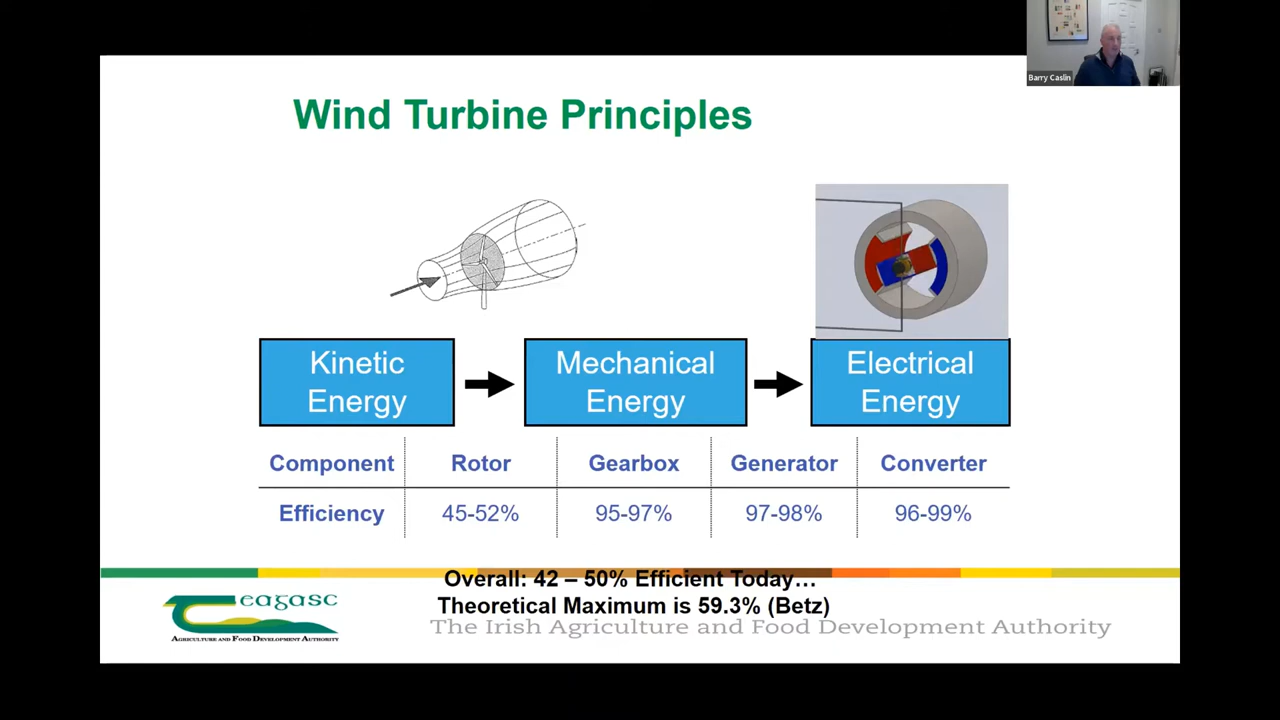 Barry Caslin
Wind Turbine Principles
Kinetic
Energy
Mechanical
Energy
Electrical
Energy
Component Rotor Gearbox Generator Converter
Efficiency 45-52% 95-97% 97-98% 96-99%
Overall: 42 – 50% Efficient Today…
Theoretical Maximum is 59.3% (Betz)
The Irish Agriculture and Food Development Authority
Teagasc
Agriculture and Food Development Authority